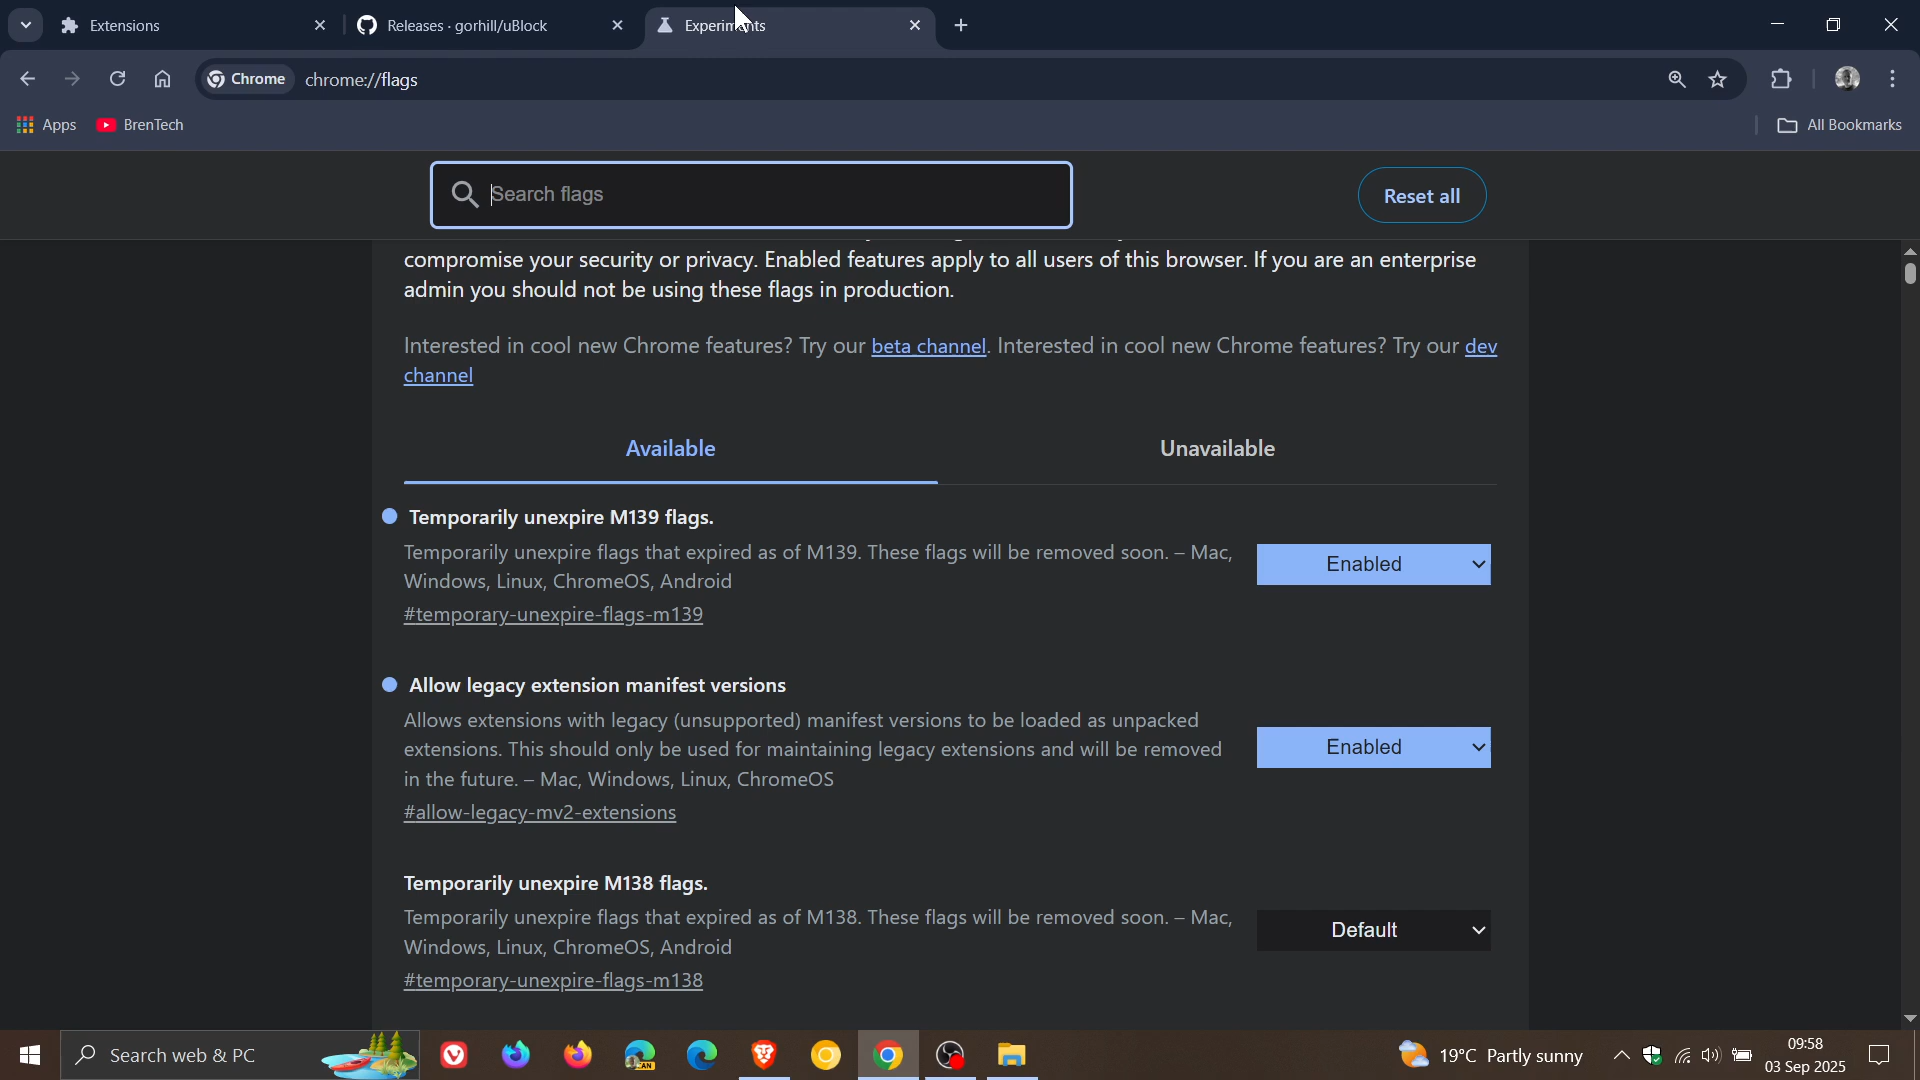 Extensions
Releases · gorhill/uBlock
Experiments
Chrome
chrome://flags
Apps
BrenTech
All Bookmarks
Search flags
Reset all
compromise your security or privacy. Enabled features apply to all users of this browser. If you are an enterprise
admin you should not be using these flags in production.
Interested in cool new Chrome features? Try our beta channel. Interested in cool new Chrome features? Try our dev
channel
Available
Unavailable
Temporarily unexpire M139 flags.
Temporarily unexpire flags that expired as of M139. These flags will be removed soon. – Mac,
Windows, Linux, ChromeOS, Android
#temporary-unexpire-flags-m139
Enabled
Allow legacy extension manifest versions
Allows extensions with legacy (unsupported) manifest versions to be loaded as unpacked
extensions. This should only be used for maintaining legacy extensions and will be removed
in the future. – Mac, Windows, Linux, ChromeOS
#allow-legacy-mv2-extensions
Enabled
Temporarily unexpire M138 flags.
Temporarily unexpire flags that expired as of M138. These flags will be removed soon. – Mac,
Windows, Linux, ChromeOS, Android
#temporary-unexpire-flags-m138
Default
Search web & PC
CAN
19°C Partly sunny
09:58
03 Sep 2025